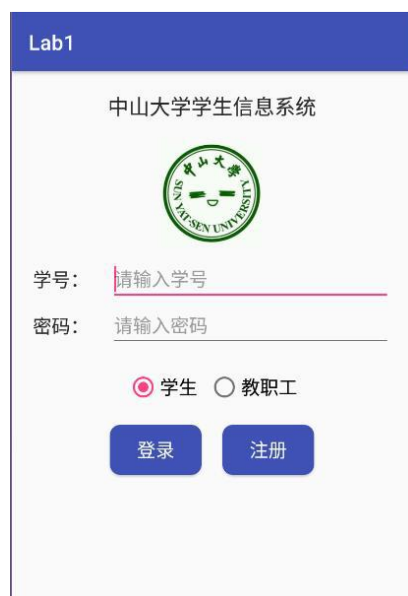 Lab1
中山大学学生信息系统
中山大学
SUN YAT-SEN UNIVERSITY
学号: 请输入学号
密码: 请输入密码
学生 教职工
登录 注册